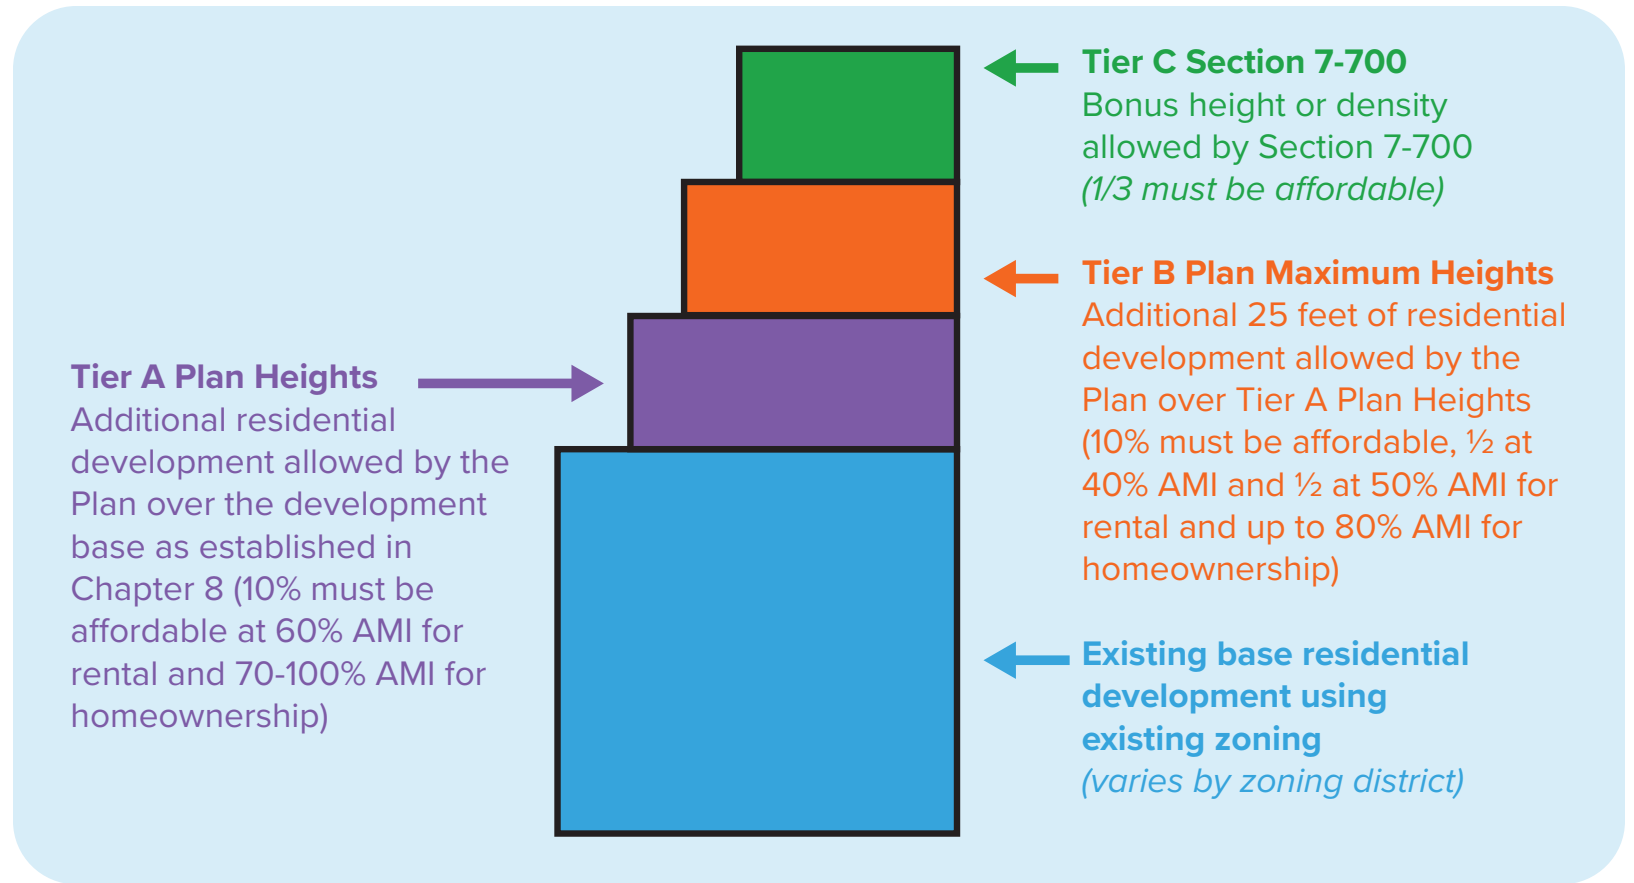 Tier C Section 7-700
Bonus height or density
allowed by Section 7-700
(1/3 must be affordable)
Tier B Plan Maximum Heights
Additional 25 feet of residential
development allowed by the
Plan over Tier A Plan Heights
(10% must be affordable, ½ at
40% AMI and ½ at 50% AMI for
rental and up to 80% AMI for
homeownership)
Tier A Plan Heights
Additional residential
development allowed by the
Plan over the development
base as established in
Chapter 8 (10% must be
affordable at 60% AMI for
rental and 70-100% AMI for
homeownership)
Existing base residential
development using
existing zoning
(varies by zoning district)